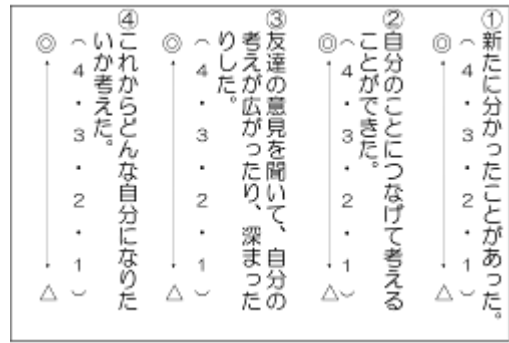 ①新たに分かったことがあった。
（４・３・２・１）
◎ △
②自分のことにつなげて考える
ことができた。
（４・３・２・１）
◎ △
③友達の意見を聞いて、自分の
考えが広がったり、深まった
りした。
（４・３・２・１）
◎ △
④これからどんな自分になりた
いか考えた。
（４・３・２・１）
◎ △